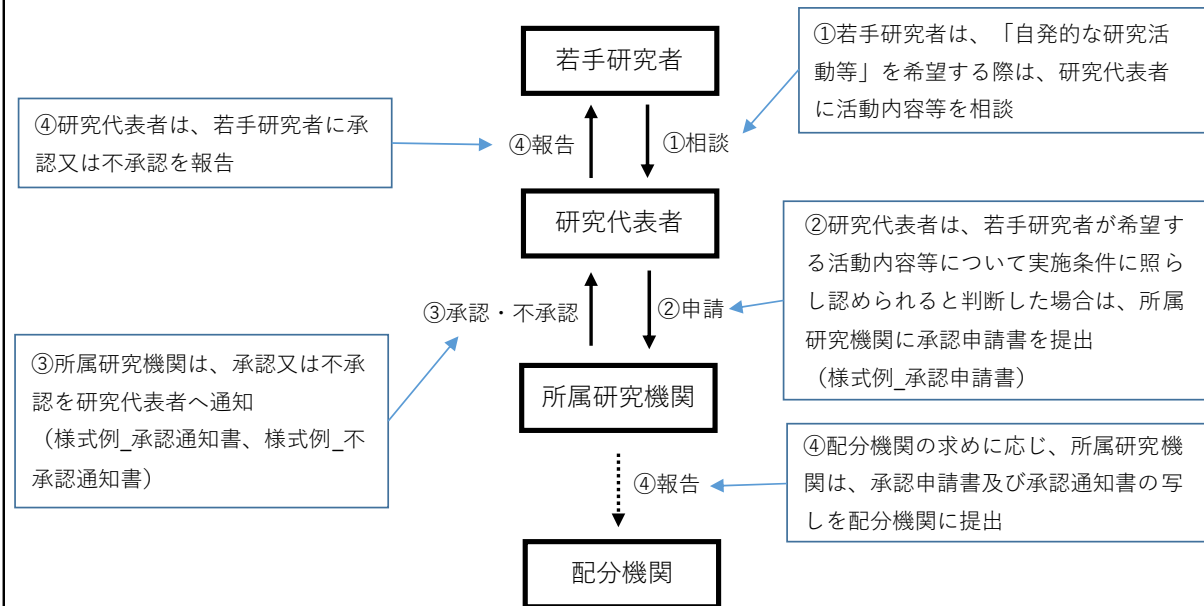 若手研究者
①若手研究者は、「自発的な研究活
動等」を希望する際は、研究代表者
に活動内容等を相談
④研究代表者は、若手研究者に承
認又は不承認を報告
④報告
①相談
研究代表者
②研究代表者は、若手研究者が希望す
る活動内容等について実施条件に照ら
し認められると判断した場合は、所属
研究機関に承認申請書を提出
（様式例_承認申請書）
③承認・不承認
②申請
③所属研究機関は、承認又は不承
認を研究代表者へ通知
（様式例_承認通知書、様式例_不
承認通知書）
所属研究機関
④報告
④配分機関の求めに応じ、所属研究機
関は、承認申請書及び承認通知書の写
しを配分機関に提出
配分機関